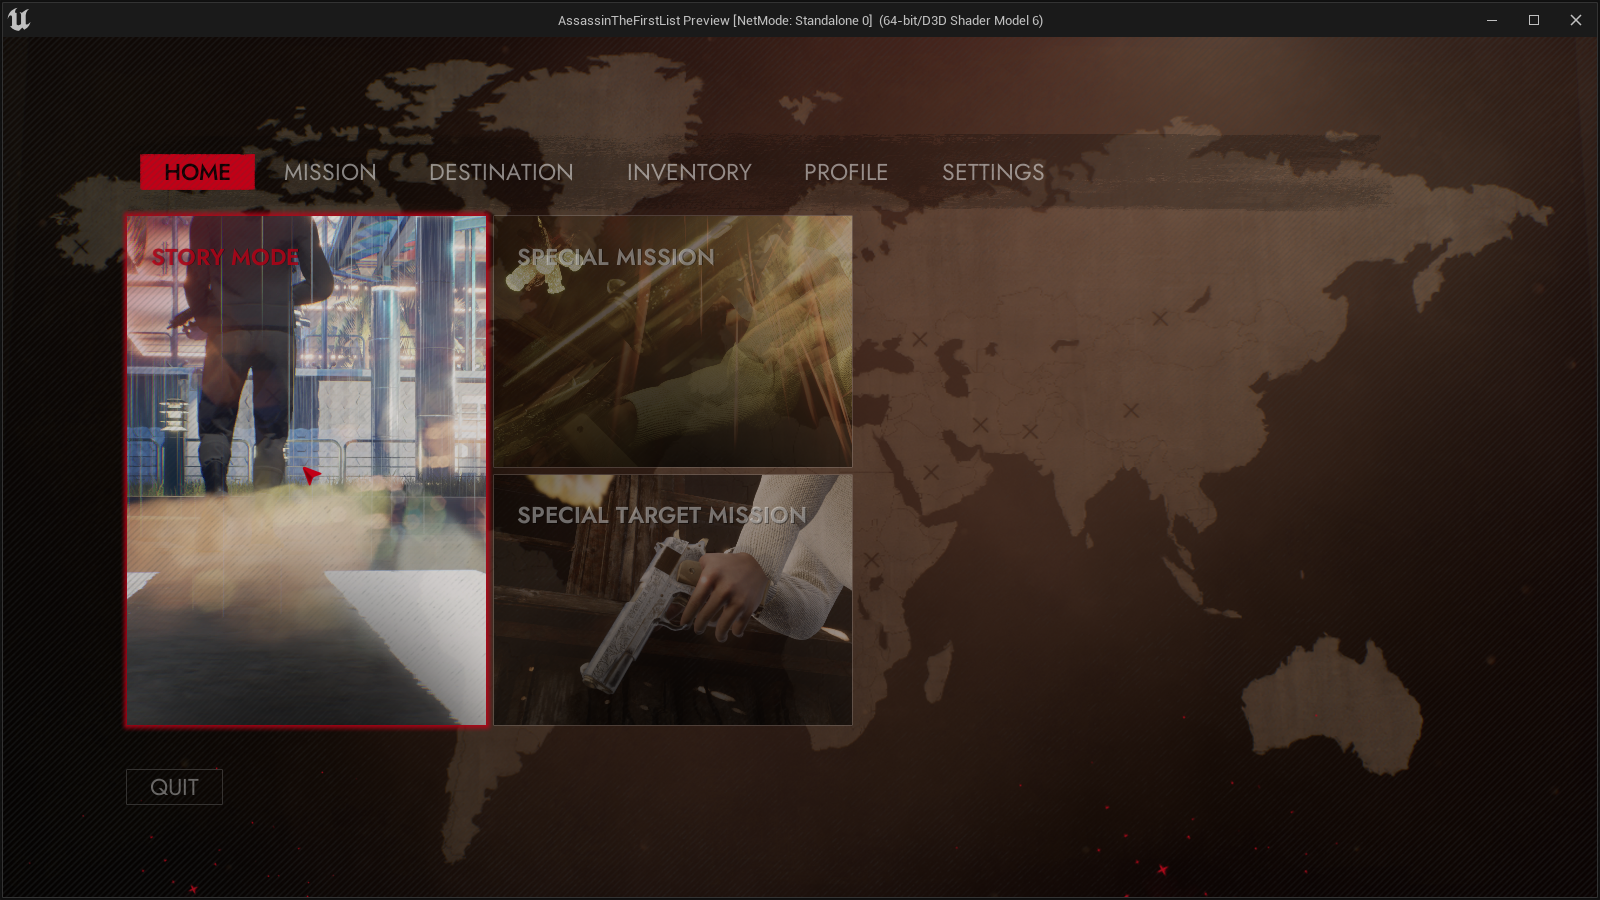 AssassinTheFirstList Preview [NetMode: Standalone 0] (64-bit/D3D Shader Model 6)
HOME MISSION DESTINATION INVENTORY PROFILE SETTINGS
STORY MODE
SPECIAL MISSION
SPECIAL TARGET MISSION
QUIT